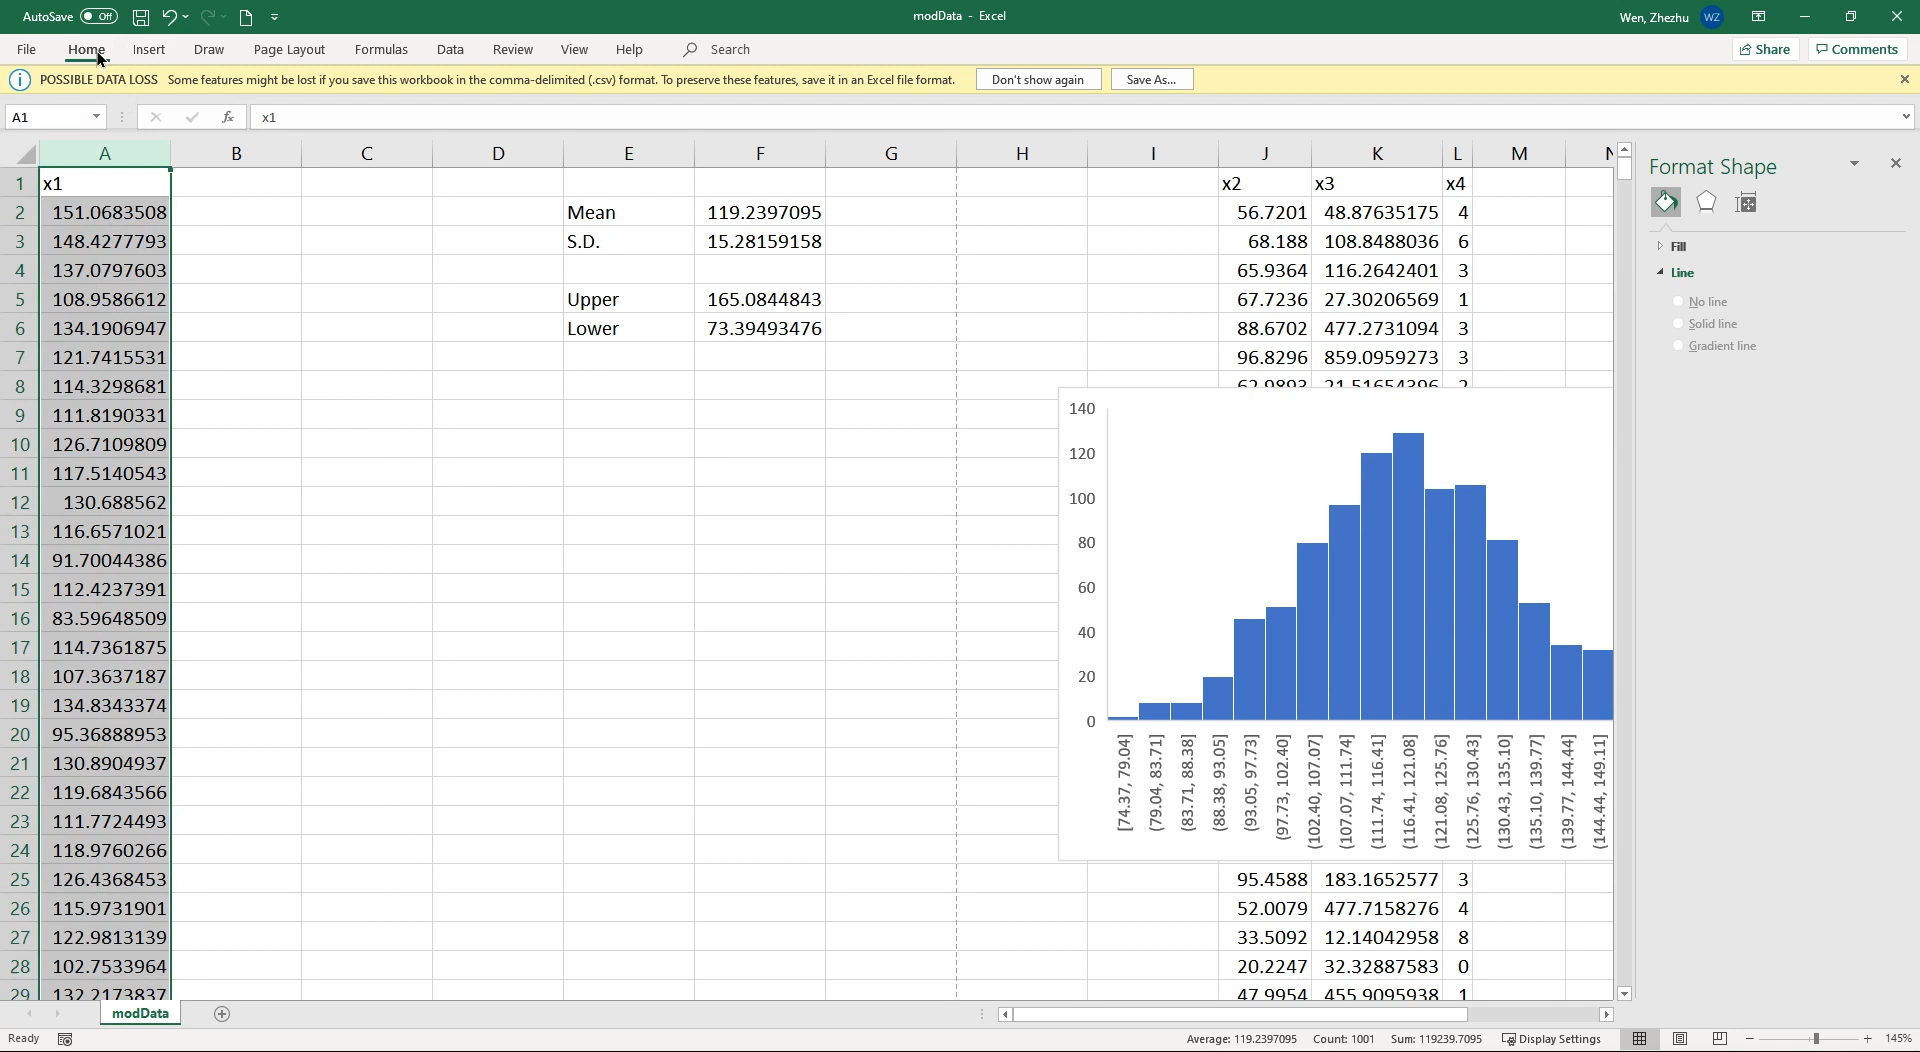 AutoSave Off modData - Excel Wen, Zhezhu WZ
File Home Insert Draw Page Layout Formulas Data Review View Help Search Share Comments
POSSIBLE DATA LOSS Some features might be lost if you save this workbook in the comma-delimited (.csv) format. To preserve these features, save it in an Excel file format. Don't show again Save As...
A1 fx x1
A B C D E F G H I J K L M N
1 x1 x2 x3 x4
2 151.0683508 Mean 119.2397095 56.7201 48.87635175 4
3 148.4277793 S.D. 15.28159158 68.188 108.8488036 6
4 137.0797603 65.9364 116.2642401 3
5 108.9586612 Upper 165.0844843 67.7236 27.30206569 1
6 134.1906947 Lower 73.39493476 88.6702 477.2731094 3
7 121.7415531 96.8296 859.0959273 3
8 114.3298681 62.9893 21.51654396 2
9 111.8190331
10 126.7109809
11 117.5140543
12 130.688562
13 116.6571021
14 91.70044386
15 112.4237391
16 83.59648509
17 114.7361875
18 107.3637187
19 134.8343374
20 95.36888953
21 130.8904937
22 119.6843566
23 111.7724493
24 118.9760266
25 126.4368453 95.4588 183.1652577 3
26 115.9731901 52.0079 477.7158276 4
27 122.9813139 33.5092 12.14042958 8
28 102.7533964 20.2247 32.32887583 0
29 132.2173837 47.9954 455.9095938 1
140
120
100
80
60
40
20
0
[74.37, 79.04]
(79.04, 83.71]
(83.71, 88.38]
(88.38, 93.05]
(93.05, 97.73]
(97.73, 102.40]
(102.40, 107.07]
(107.07, 111.74]
(111.74, 116.41]
(116.41, 121.08]
(121.08, 125.76]
(125.76, 130.43]
(130.43, 135.10]
(135.10, 139.77]
(139.77, 144.44]
(144.44, 149.11]
Format Shape
Fill
Line
No line
Solid line
Gradient line
modData
Ready Average: 119.2397095 Count: 1001 Sum: 119239.7095 Display Settings 145%